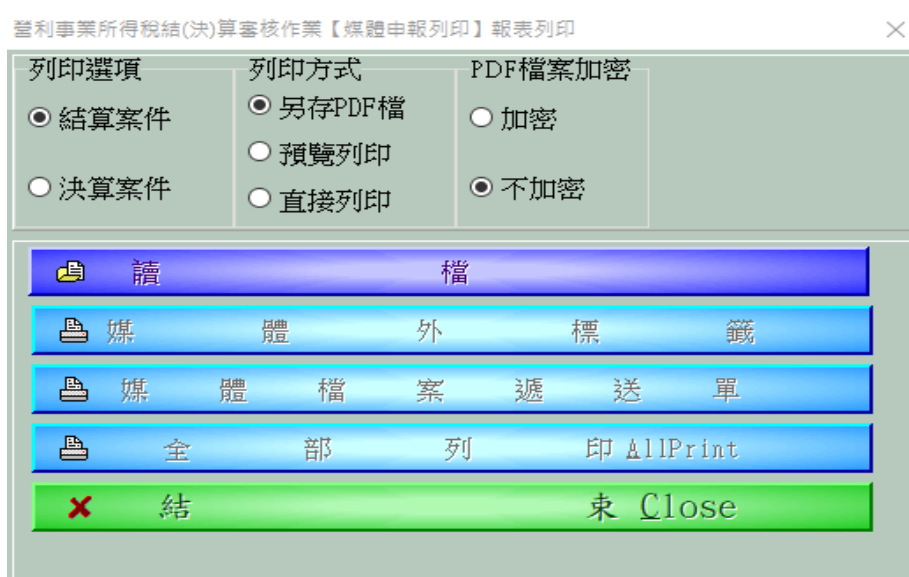 營利事業所得稅結(決)算審核作業【媒體申報列印】報表列印
列印選項 列印方式 PDF檔案加密
結算案件 另存PDF檔 加密
預覽列印
決算案件 直接列印 不加密
讀檔
媒體外標籤
媒體檔案遞送單
全部列印 AllPrint
結束 Close